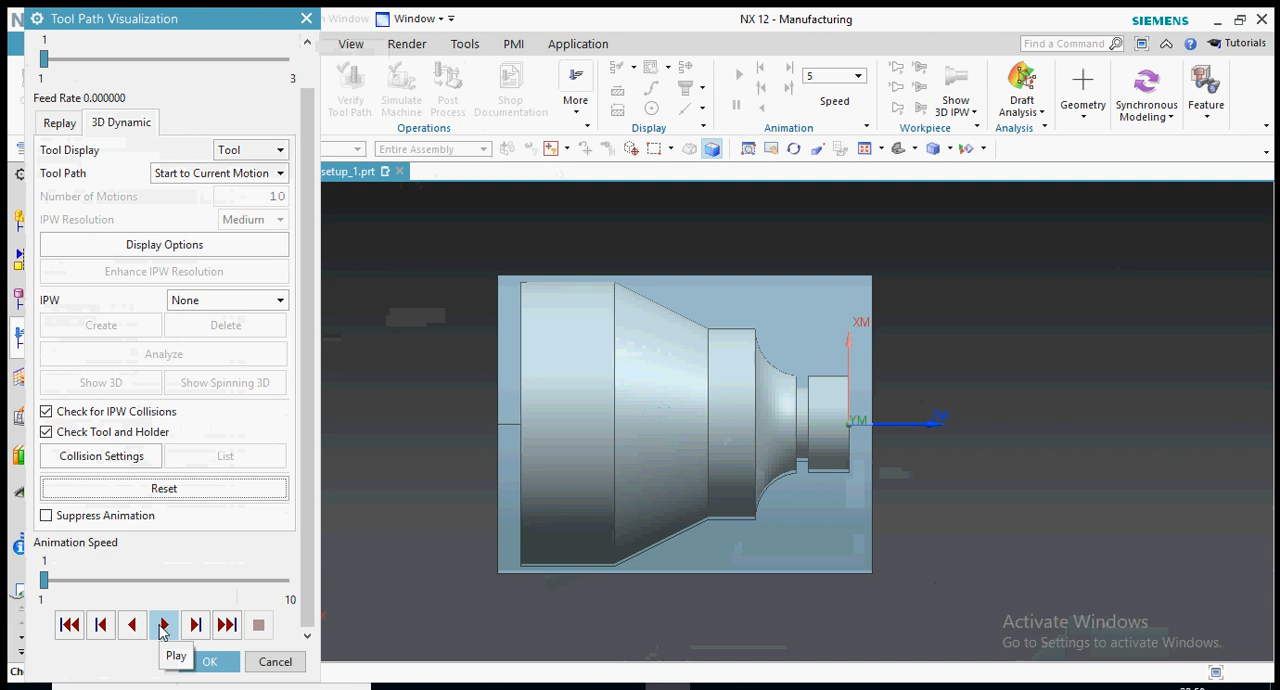 Tool Path Visualization
n Window
Window
NX 12 - Manufacturing
SIEMENS
View
Render
Tools
PMI
Application
Find a Command
Tutorials
1
1
3
Feed Rate 0.000000
Replay
3D Dynamic
Tool Display
Tool
Tool Path
Start to Current Motion
Number of Motions
10
IPW Resolution
Medium
Display Options
Enhance IPW Resolution
IPW
None
Create
Delete
Analyze
Show 3D
Show Spinning 3D
Check for IPW Collisions
Check Tool and Holder
Collision Settings
List
Reset
Suppress Animation
Animation Speed
1
1
10
Play
OK
Cancel
Verify
Tool Path
Simulate
Machine
Post
Process
Shop
Documentation
More
Operations
Display
5
Speed
Animation
Show
3D IPW
Workpiece
Draft
Analysis
Analysis
Geometry
Synchronous
Modeling
Feature
Entire Assembly
setup_1.prt
XM
YM
Activate Windows
Go to Settings to activate Windows.